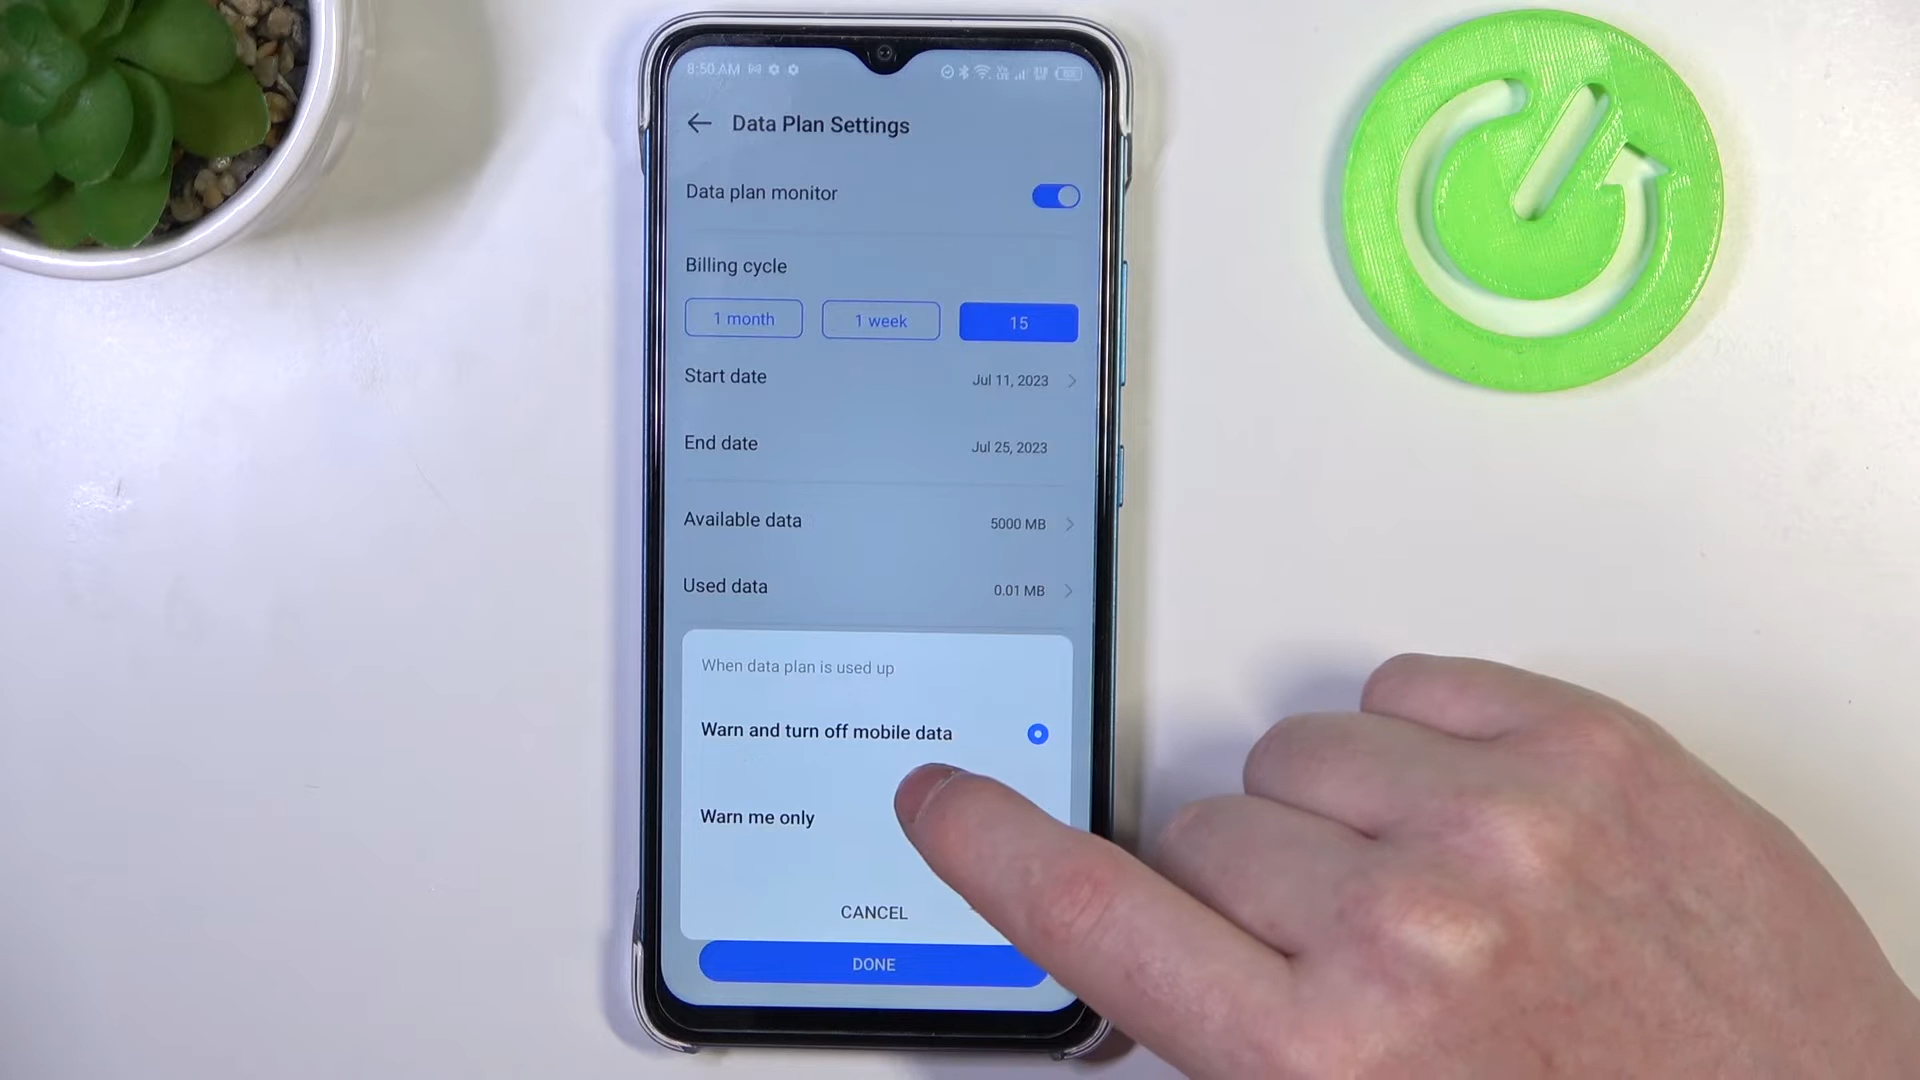 8:50 AM
Data Plan Settings
Data plan monitor
Billing cycle
1 month 1 week 15
Start date Jul 11, 2023
End date Jul 25, 2023
Available data 5000 MB
Used data 0.01 MB
When data plan is used up
Warn and turn off mobile data
Warn me only
CANCEL
DONE